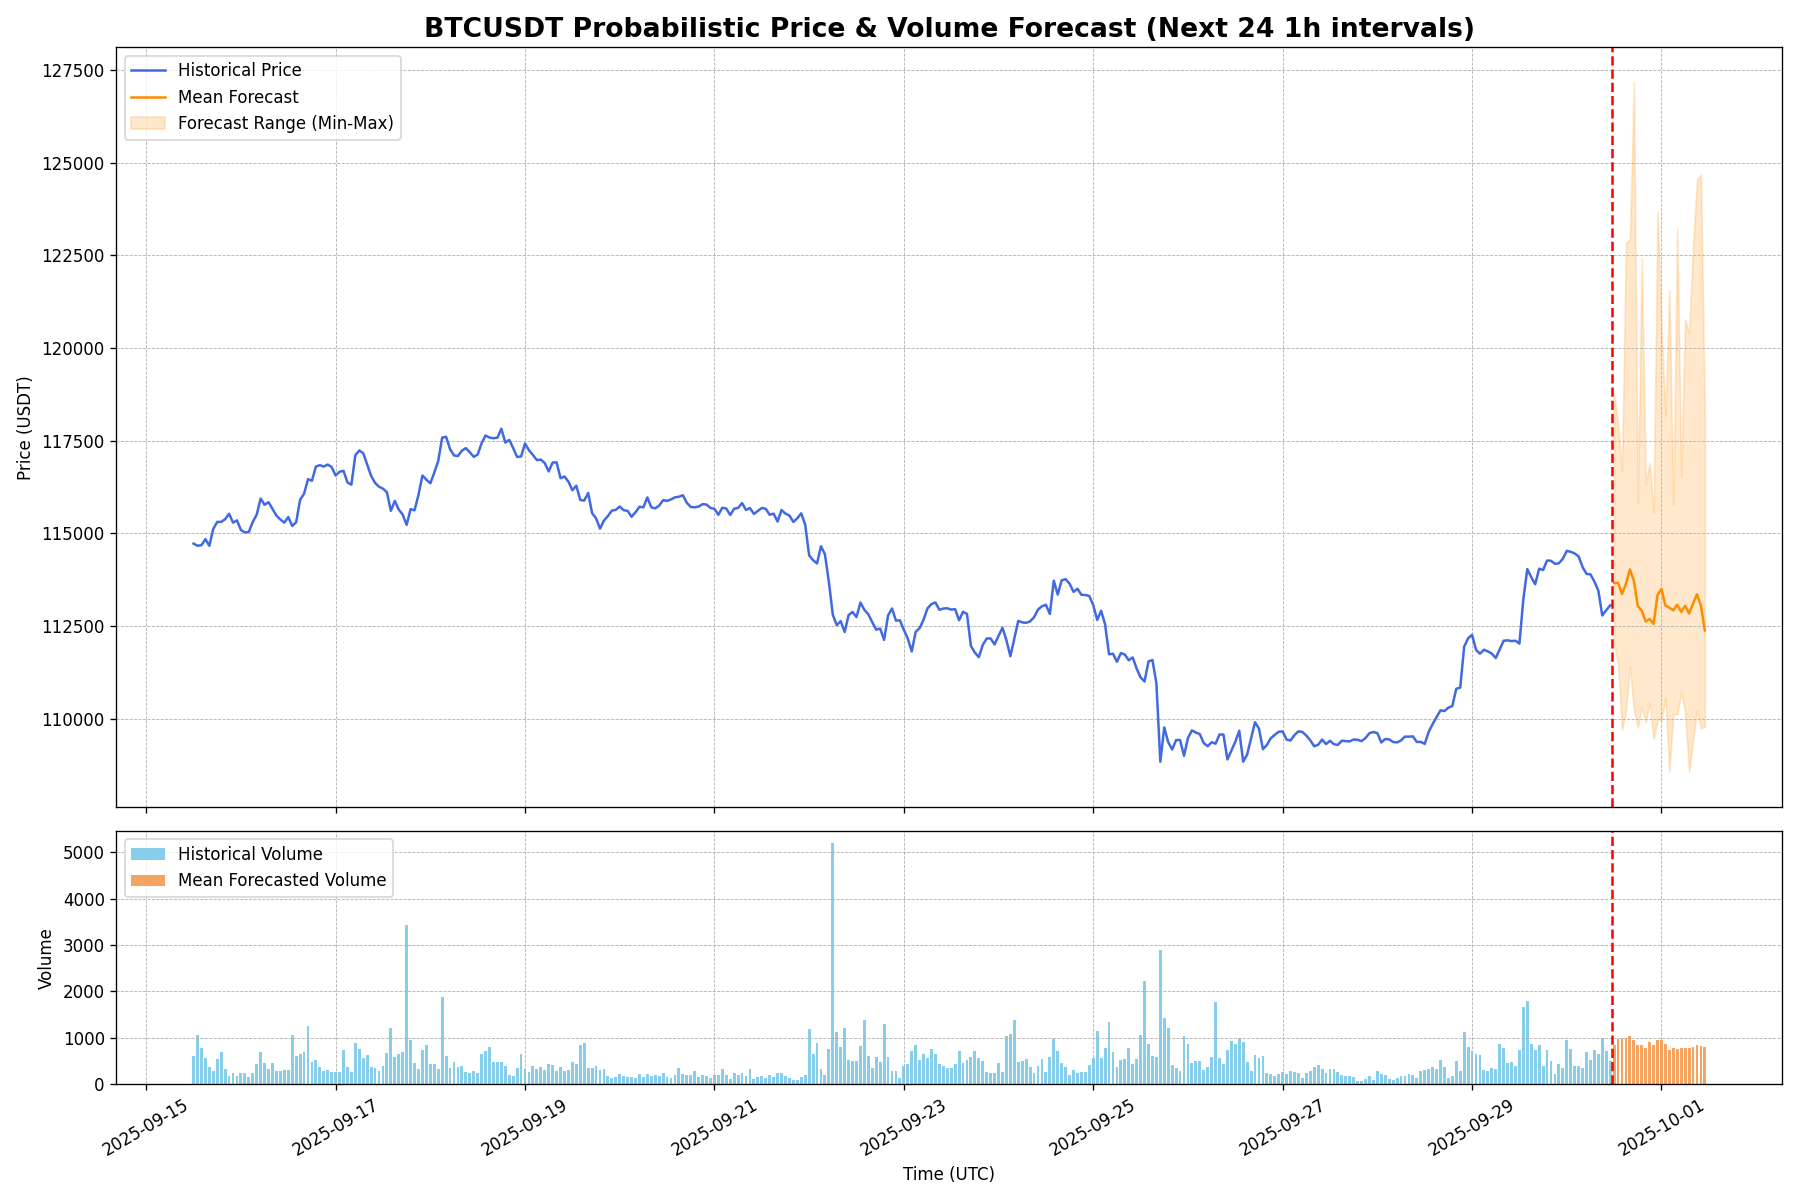 BTCUSDT Probabilistic Price & Volume Forecast (Next 24 1h intervals)
Historical Price
Mean Forecast
Forecast Range (Min-Max)
127500
125000
122500
120000
117500
115000
112500
110000
Price (USDT)
Historical Volume
Mean Forecasted Volume
5000
4000
3000
2000
1000
0
Volume
2025-09-15
2025-09-17
2025-09-19
2025-09-21
2025-09-23
2025-09-25
2025-09-27
2025-09-29
2025-10-01
Time (UTC)